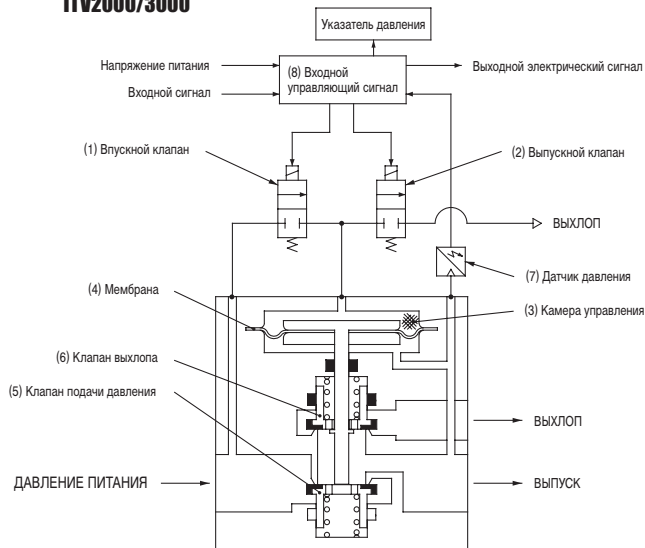 ITV2000/3000
Указатель давления
Напряжение питания
(8) Входной
управляющий сигнал
Выходной электрический сигнал
Входной сигнал
(1) Впускной клапан
(2) Выпускной клапан
ВЫХЛОП
(7) Датчик давления
(4) Мембрана
(3) Камера управления
(6) Клапан выхлопа
(5) Клапан подачи давления
ВЫХЛОП
ДАВЛЕНИЕ ПИТАНИЯ
ВЫПУСК